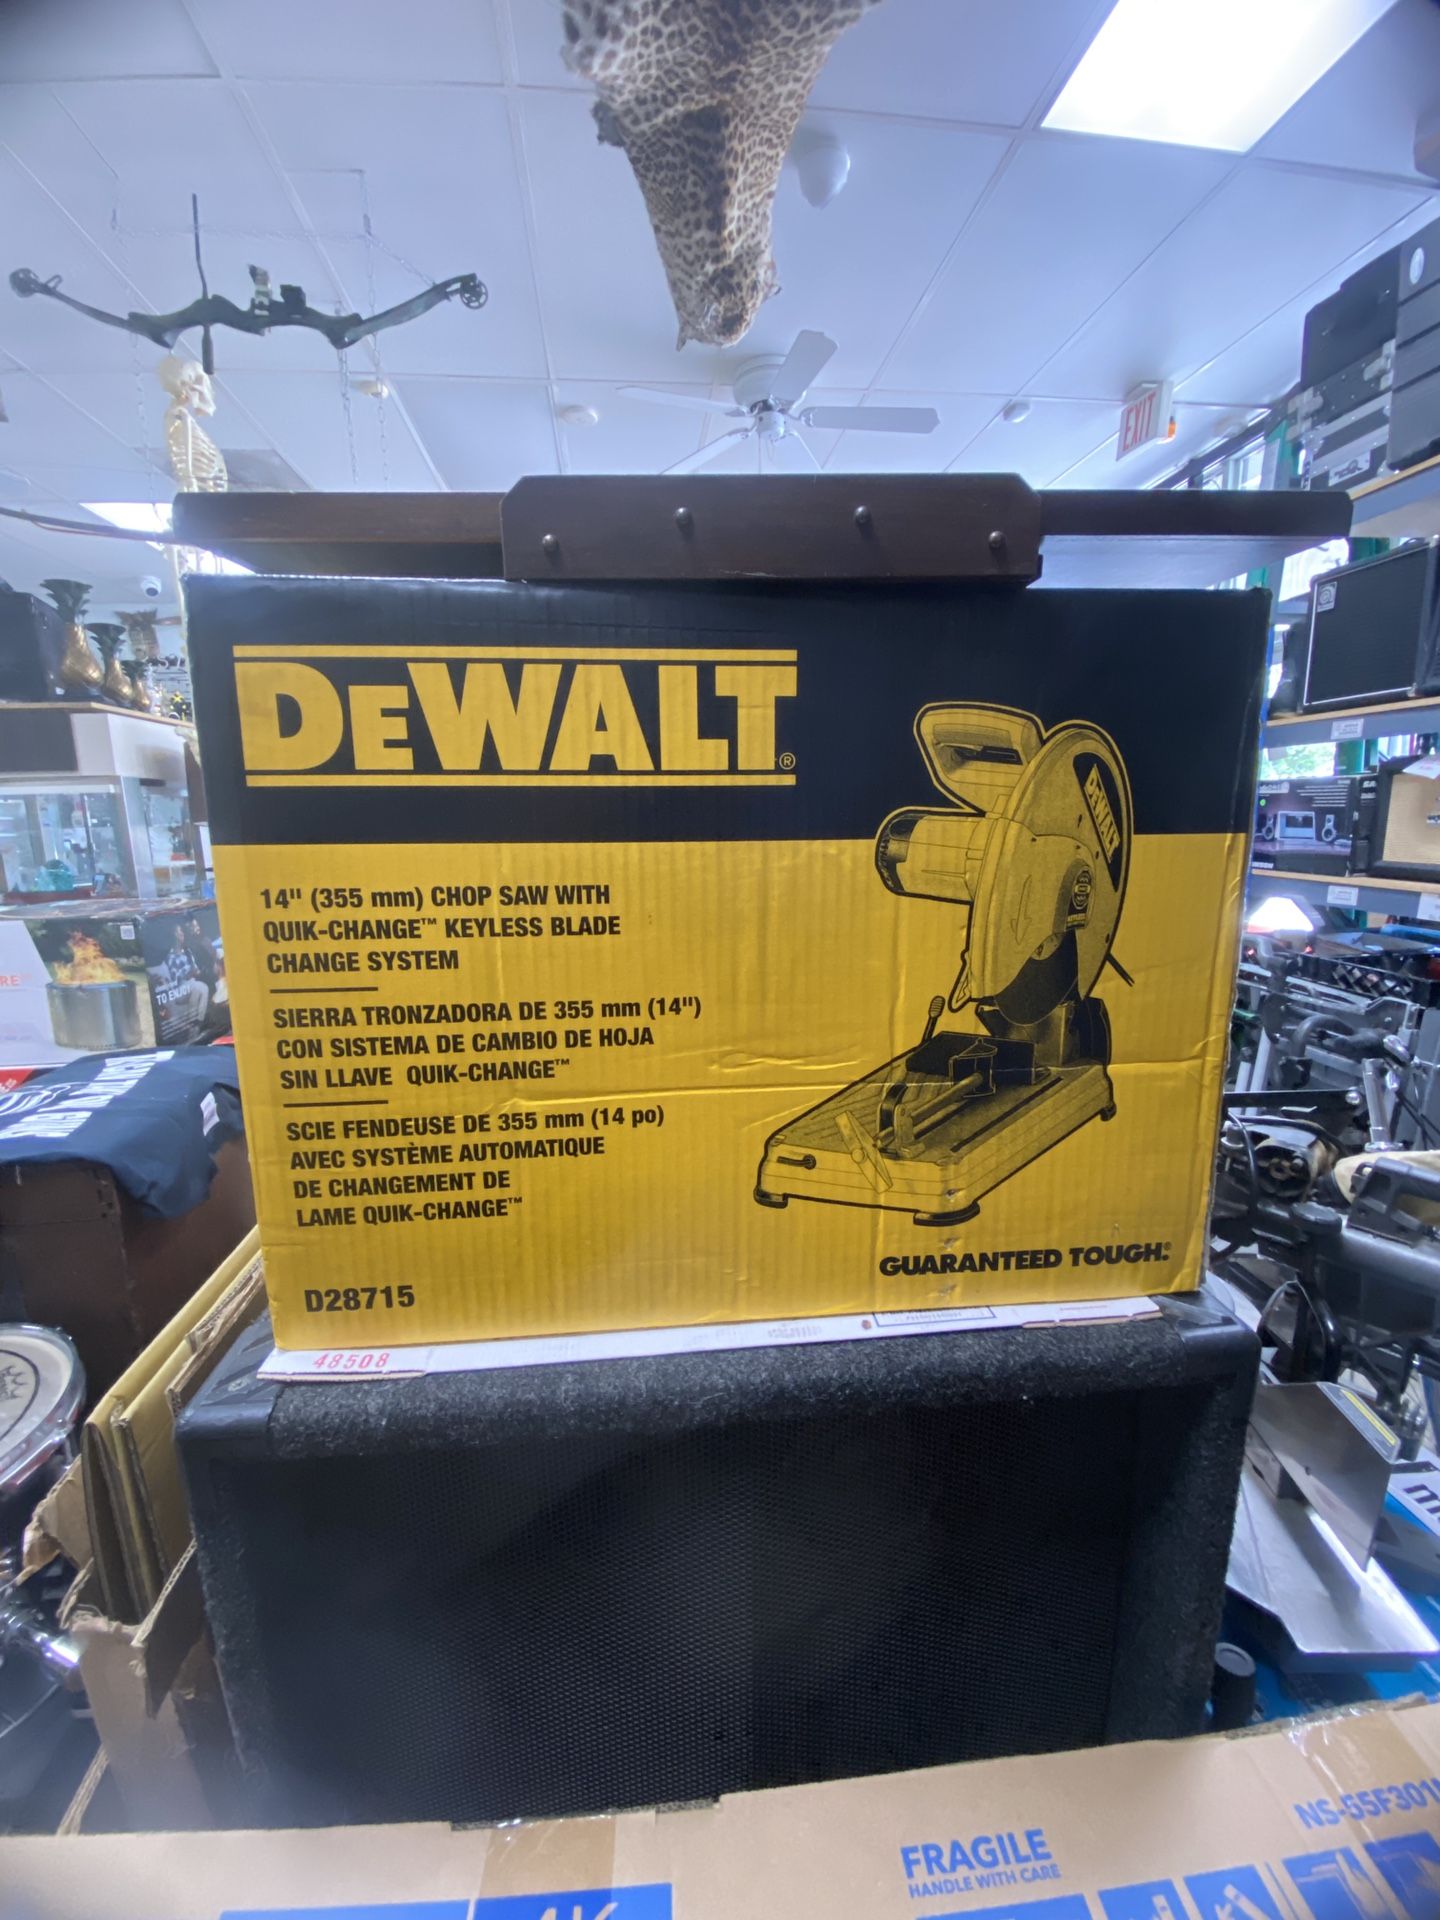 EXIT
DEWALT®
DEWALT
KEYLESS
14" (355 mm) CHOP SAW WITH
QUIK-CHANGE™ KEYLESS BLADE
CHANGE SYSTEM
SIERRA TRONZADORA DE 355 mm (14")
CON SISTEMA DE CAMBIO DE HOJA
SIN LLAVE QUIK-CHANGE™
SCIE FENDEUSE DE 355 mm (14 po)
AVEC SYSTÈME AUTOMATIQUE
DE CHANGEMENT DE
LAME QUIK-CHANGE™
GUARANTEED TOUGH.®
D28715
48508
TO ENJOY
FRAGILE
HANDLE WITH CARE
NS-55F301
4K